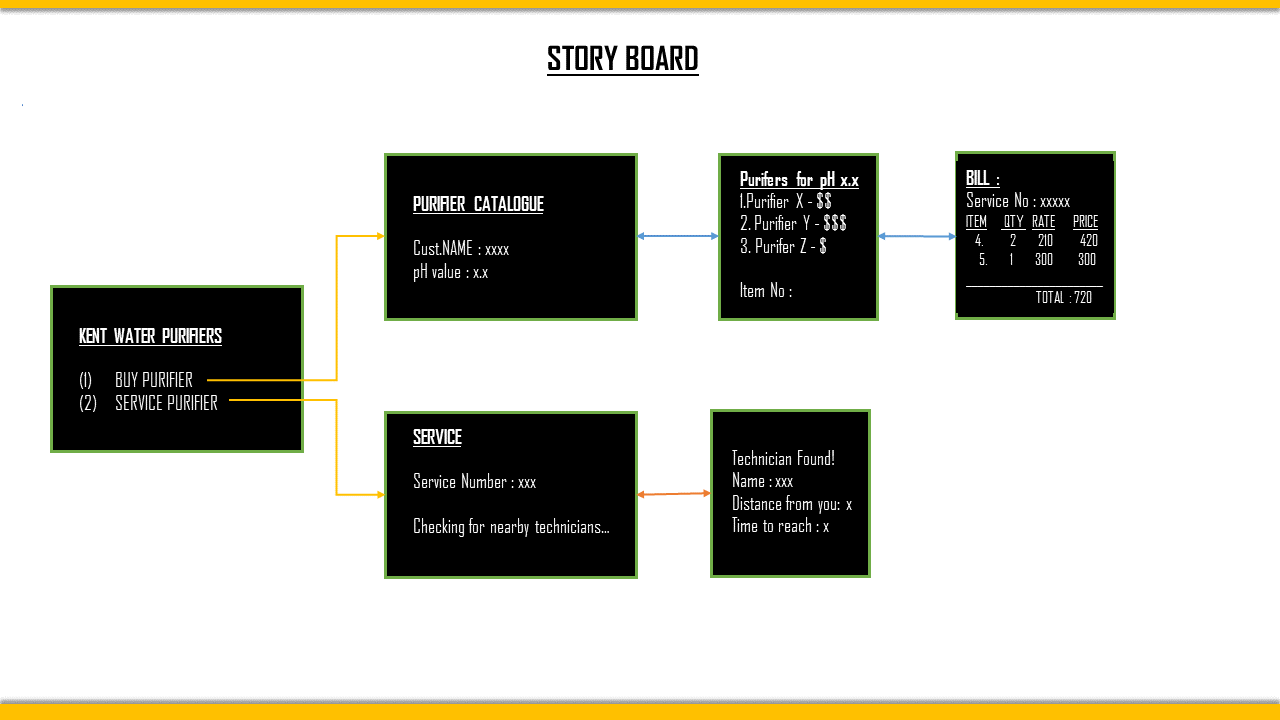 STORY BOARD
KENT WATER PURIFIERS
(1) BUY PURIFIER
(2) SERVICE PURIFIER
PURIFIER CATALOGUE
Cust.NAME : xxxx
pH value : x.x
Purifers for pH x.x
1.Purifier X - $$
2. Purifier Y - $$$
3. Purifer Z - $
Item No :
BILL :
Service No : xxxxx
ITEM QTY RATE PRICE
4. 2 210 420
5. 1 300 300
TOTAL : 720
SERVICE
Service Number : xxx
Checking for nearby technicians...
Technician Found!
Name : xxx
Distance from you: x
Time to reach : x